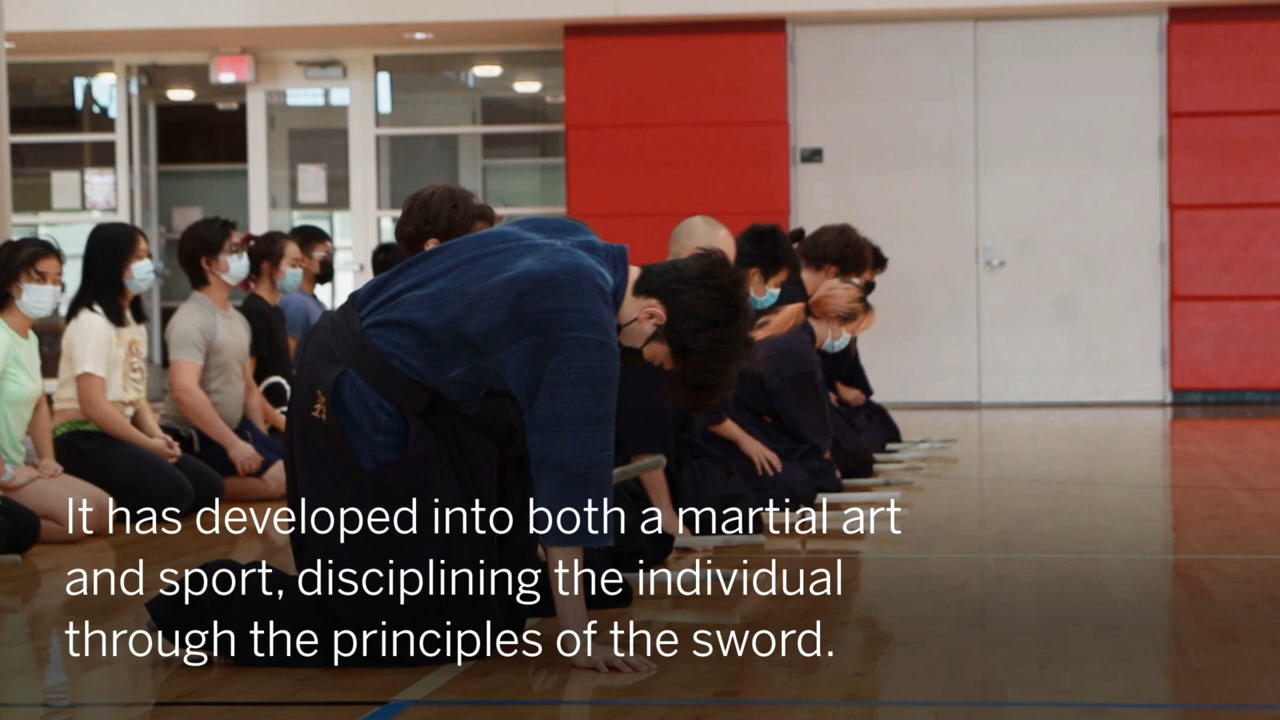 It has developed into both a martial art
and sport, disciplining the individual
through the principles of the sword.